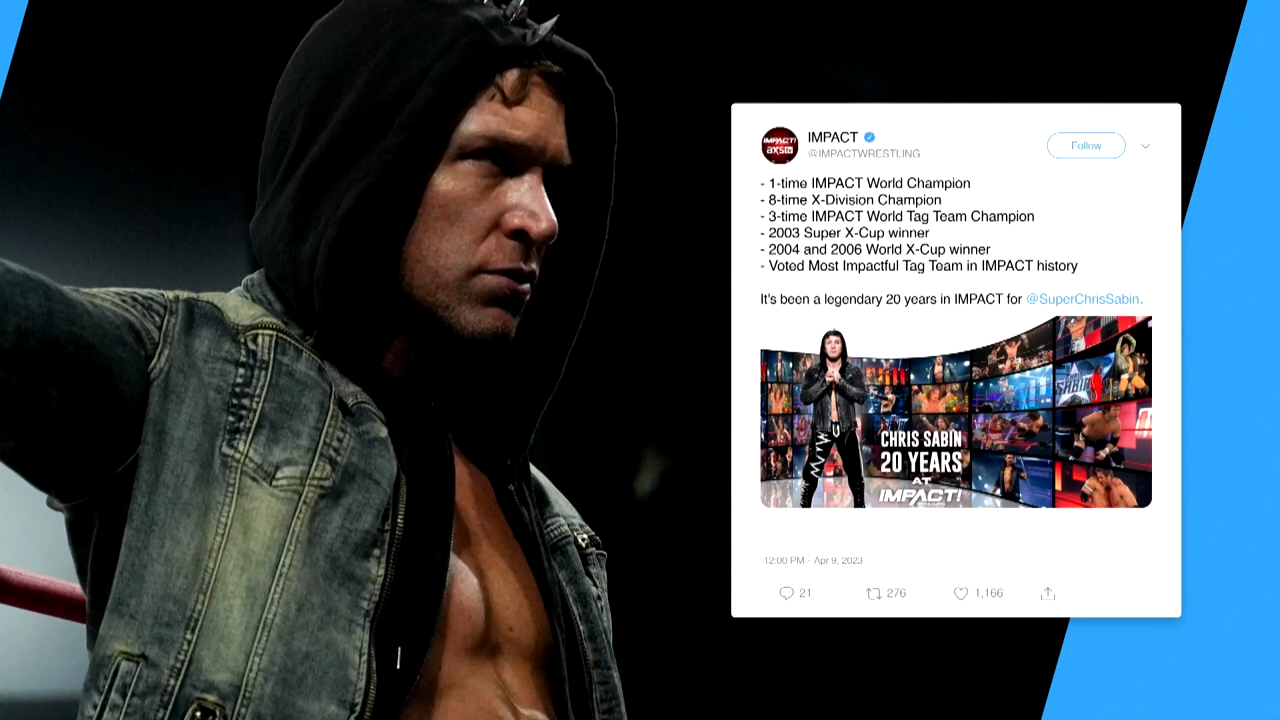 IMPACT
@IMPACTWRESTLING
Follow
- 1-time IMPACT World Champion
- 8-time X-Division Champion
- 3-time IMPACT World Tag Team Champion
- 2003 Super X-Cup winner
- 2004 and 2006 World X-Cup winner
- Voted Most Impactful Tag Team in IMPACT history
It's been a legendary 20 years in IMPACT for @SuperChrisSabin.
CHRIS SABIN
20 YEARS
AT
IMPACT!
12:00 PM · Apr 9, 2023
21 276 1,166